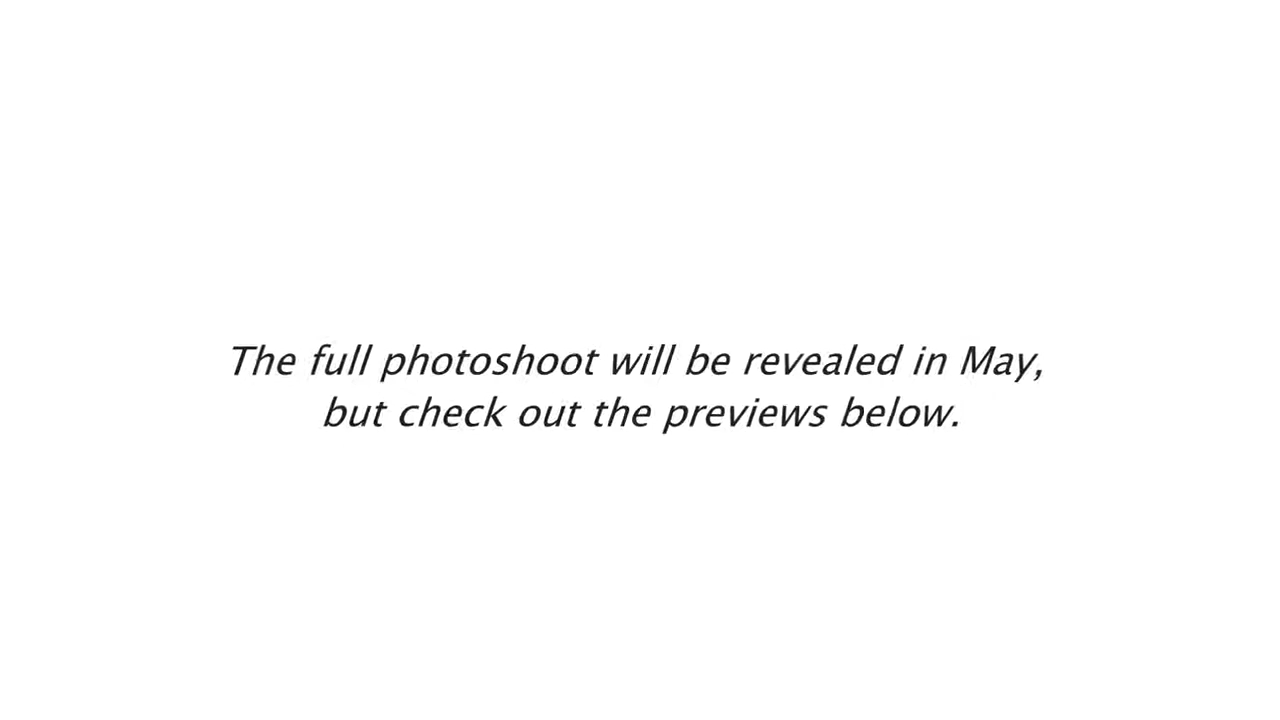 The full photoshoot will be revealed in May,
but check out the previews below.